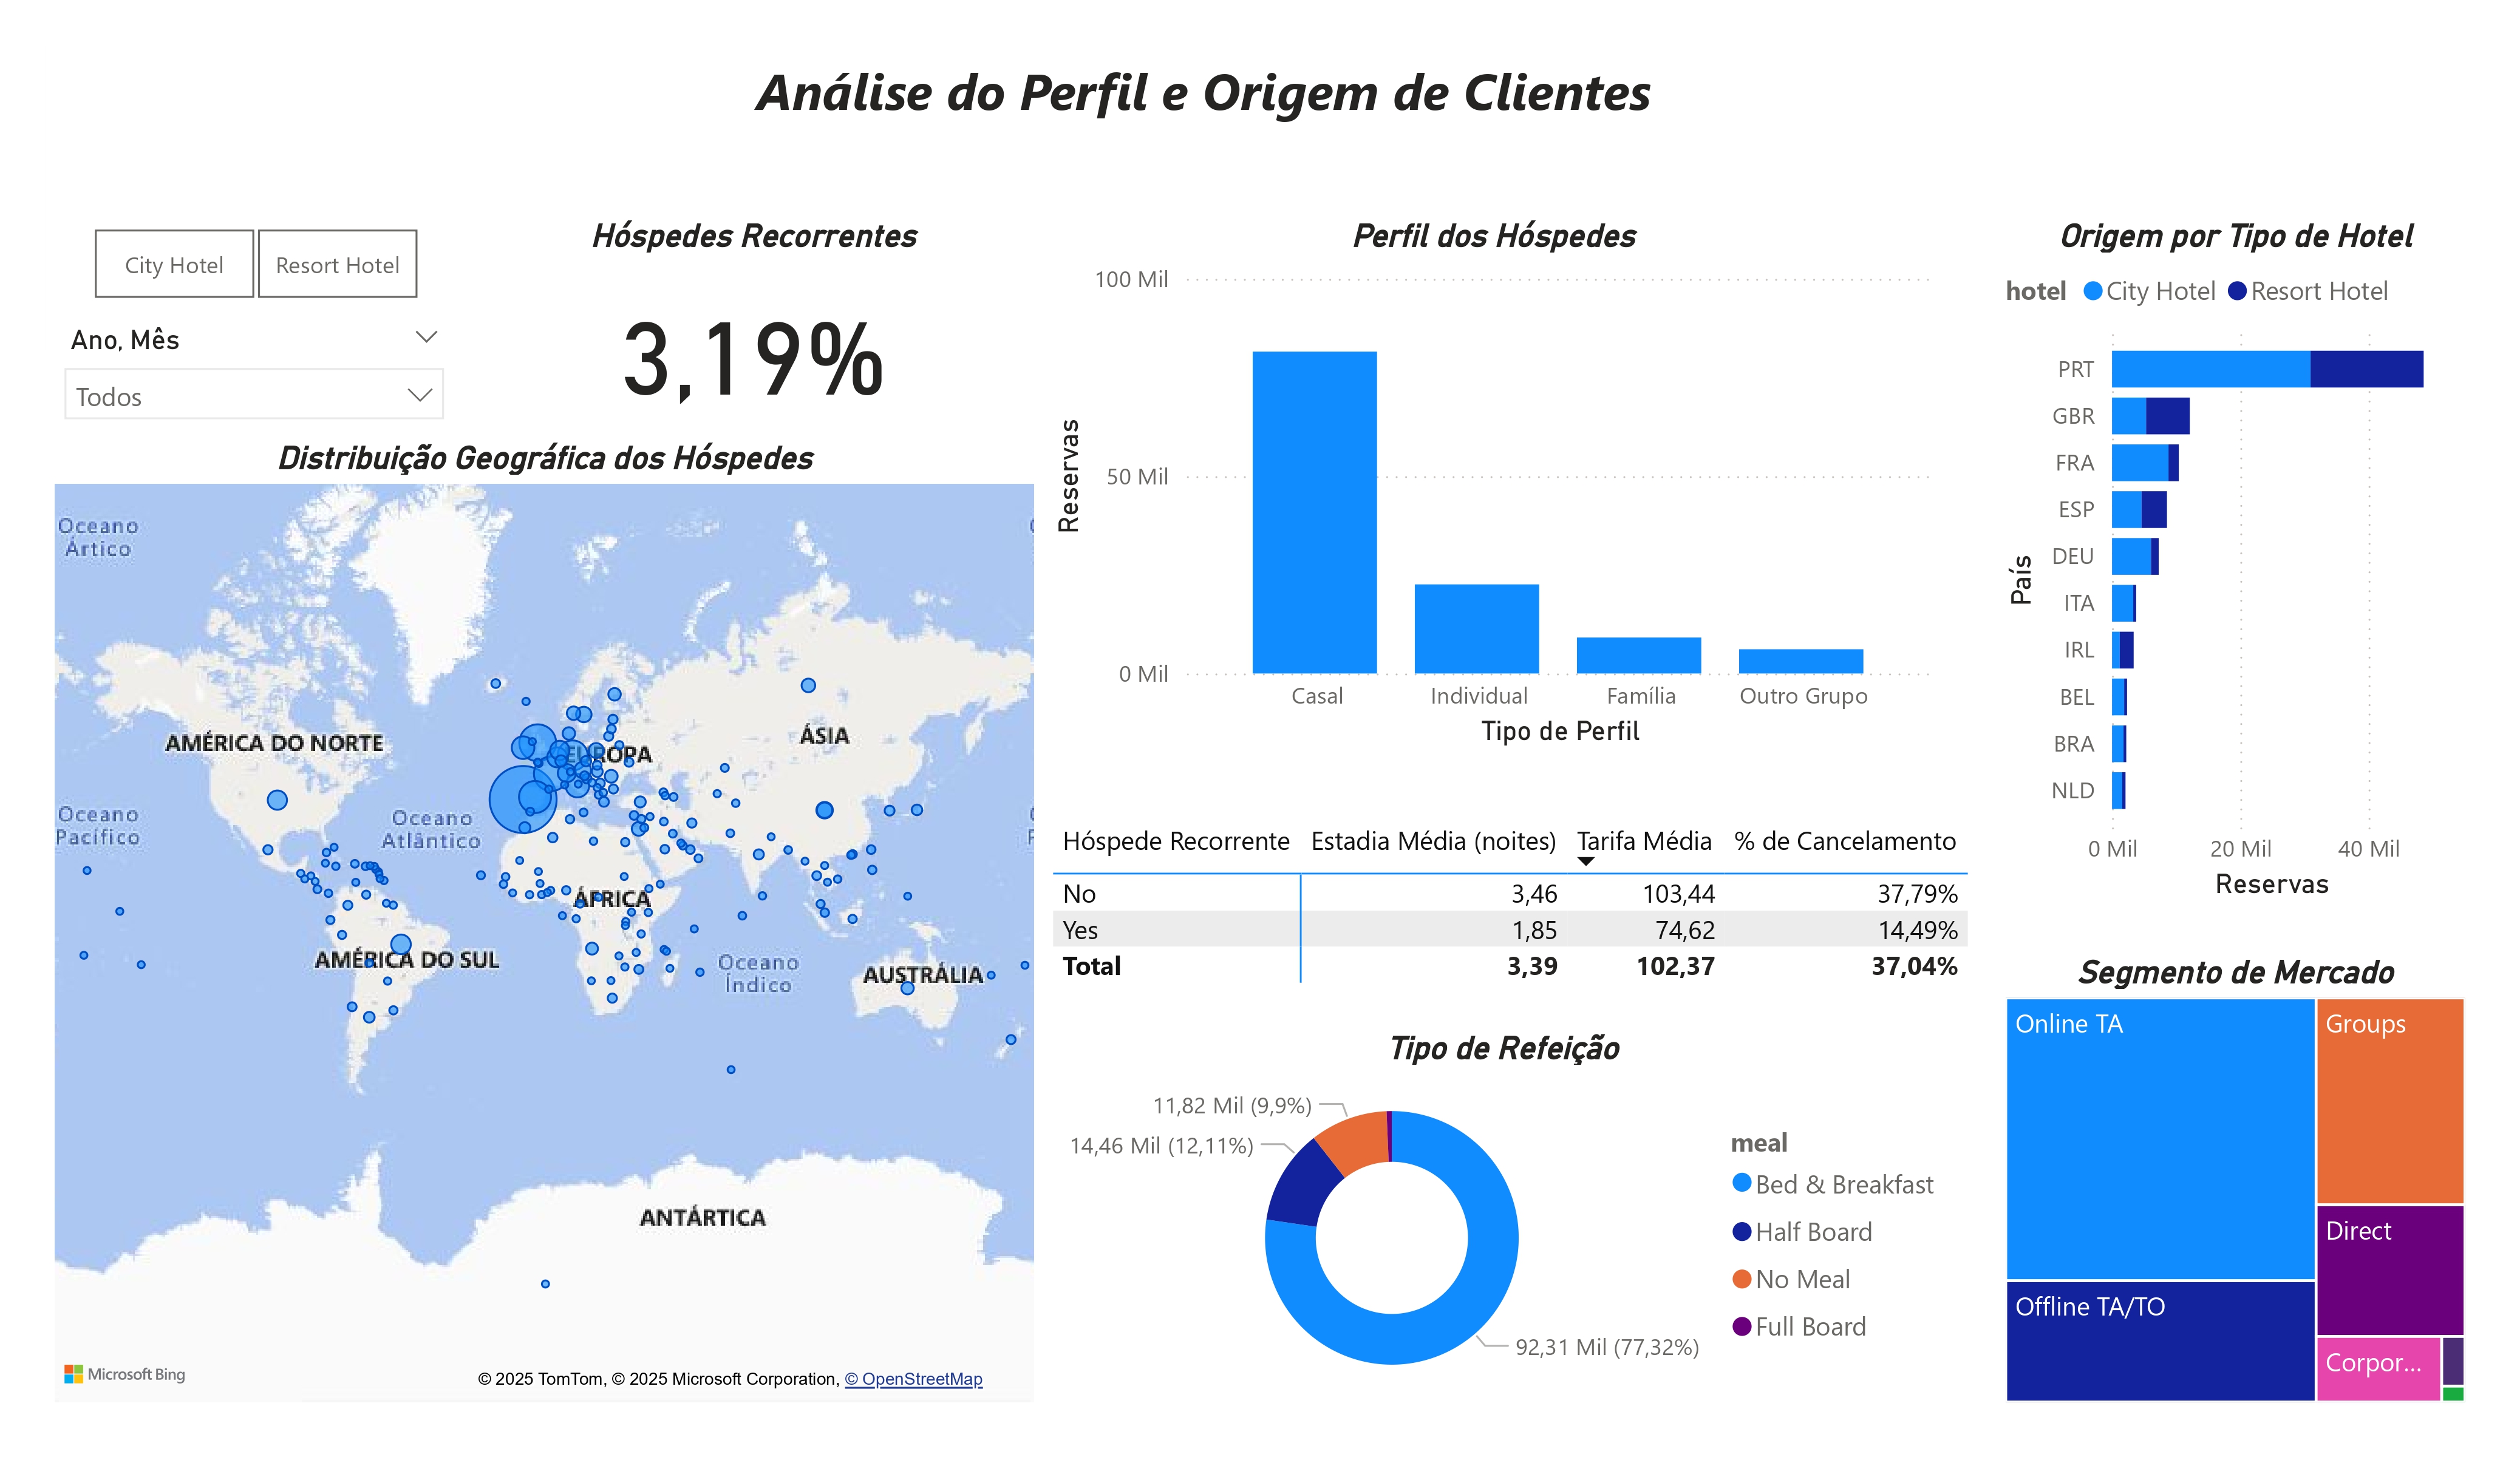 Análise do Perfil e Origem de Clientes
City Hotel
Resort Hotel
Ano, Mês
Todos
Hóspedes Recorrentes
3,19%
Distribuição Geográfica dos Hóspedes
Oceano
Ártico
AMÉRICA DO NORTE
EUROPA
ÁSIA
Oceano
Pacífico
Oceano
Atlântico
ÁFRICA
AMÉRICA DO SUL
Oceano
Índico
AUSTRÁLIA
ANTÁRTICA
Microsoft Bing
© 2025 TomTom, © 2025 Microsoft Corporation, © OpenStreetMap
Perfil dos Hóspedes
100 Mil
50 Mil
0 Mil
Reservas
Casal
Individual
Família
Outro Grupo
Tipo de Perfil
Hóspede Recorrente Estadia Média (noites) Tarifa Média % de Cancelamento
No 3,46 103,44 37,79%
Yes 1,85 74,62 14,49%
Total 3,39 102,37 37,04%
Tipo de Refeição
11,82 Mil (9,9%)
14,46 Mil (12,11%)
92,31 Mil (77,32%)
meal
Bed & Breakfast
Half Board
No Meal
Full Board
Origem por Tipo de Hotel
hotel City Hotel Resort Hotel
País
PRT
GBR
FRA
ESP
DEU
ITA
IRL
BEL
BRA
NLD
0 Mil 20 Mil 40 Mil
Reservas
Segmento de Mercado
Online TA
Groups
Direct
Offline TA/TO
Corpor...